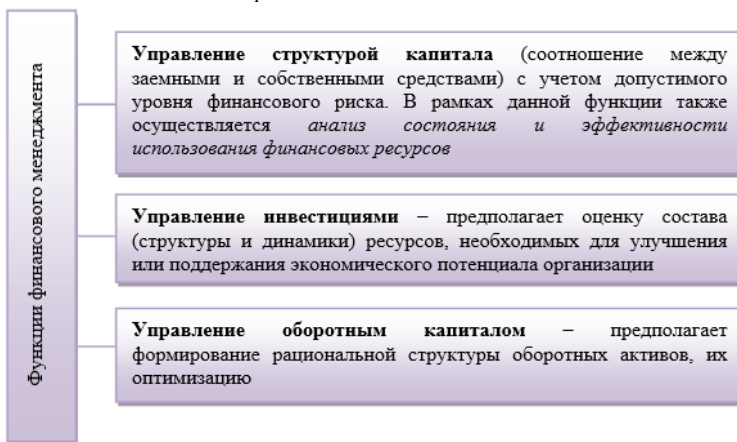 Функции финансового менеджмента
Управление структурой капитала (соотношение между
заемными и собственными средствами) с учетом допустимого
уровня финансового риска. В рамках данной функции также
осуществляется анализ состояния и эффективности
использования финансовых ресурсов
Управление инвестициями – предполагает оценку состава
(структуры и динамики) ресурсов, необходимых для улучшения
или поддержания экономического потенциала организации
Управление оборотным капиталом – предполагает
формирование рациональной структуры оборотных активов, их
оптимизацию